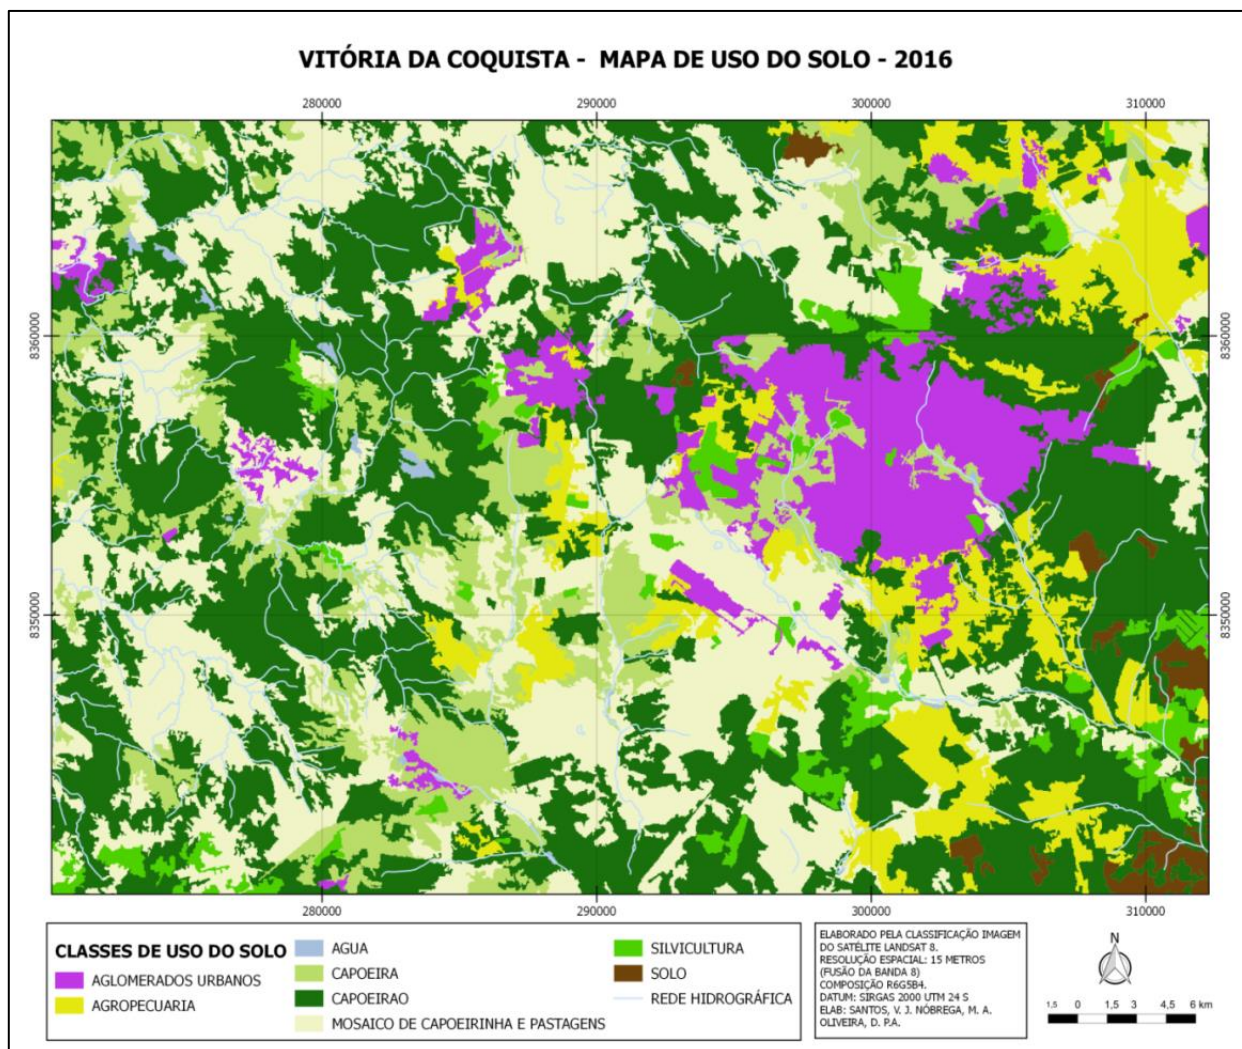 VITÓRIA DA COQUISTA - MAPA DE USO DO SOLO - 2016
280000 290000 300000 310000
8360000 8360000
8350000 8350000
280000 290000 300000 310000
CLASSES DE USO DO SOLO
AGLOMERADOS URBANOS
AGROPECUARIA
AGUA
CAPOEIRA
CAPOEIRAO
MOSAICO DE CAPOEIRINHA E PASTAGENS
SILVICULTURA
SOLO
REDE HIDROGRÁFICA
ELABORADO PELA CLASSIFICAÇÃO IMAGEM
DO SATÉLITE LANDSAT 8.
RESOLUÇÃO ESPACIAL: 15 METROS
(FUSÃO DA BANDA 8)
COMPOSIÇÃO R6G5B4.
DATUM: SIRGAS 2000 UTM 24 S
ELAB: SANTOS, V. J. NÓBREGA, M. A.
OLIVEIRA, D. P.A.
N
1,5 0 1,5 3 4,5 6 km